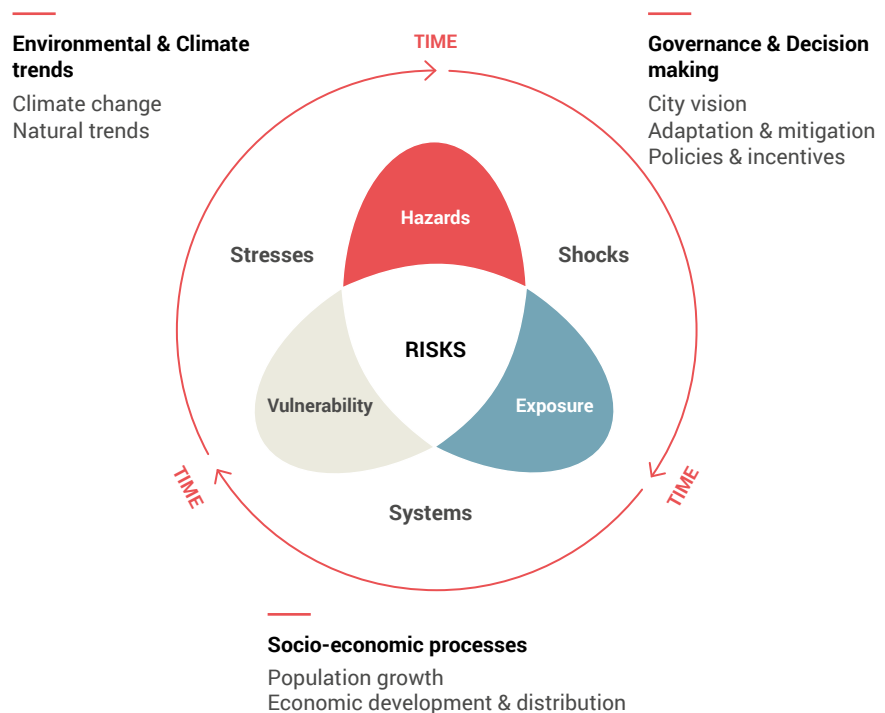 Environmental & Climate
trends
Climate change
Natural trends
TIME
Governance & Decision
making
City vision
Adaptation & mitigation
Policies & incentives
Hazards
Stresses
Shocks
RISKS
Vulnerability
Exposure
TIME
TIME
Systems
Socio-economic processes
Population growth
Economic development & distribution